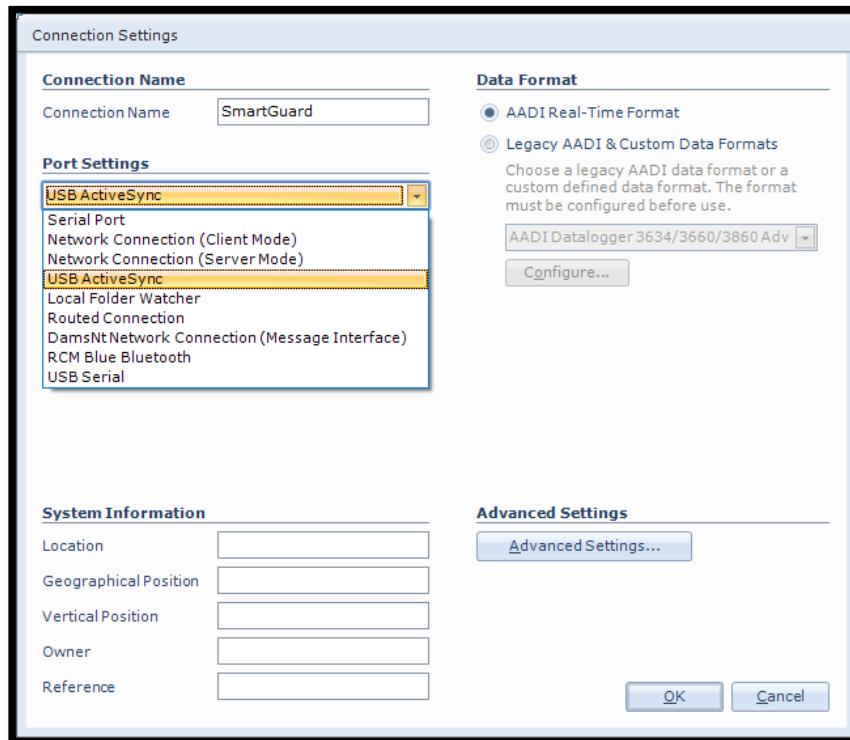 Connection Settings
Connection Name
Connection Name SmartGuard
Port Settings
USB ActiveSync
Serial Port
Network Connection (Client Mode)
Network Connection (Server Mode)
USB ActiveSync
Local Folder Watcher
Routed Connection
DamsNt Network Connection (Message Interface)
RCM Blue Bluetooth
USB Serial
Data Format
AADI Real-Time Format
Legacy AADI & Custom Data Formats
Choose a legacy AADI data format or a
custom defined data format. The format
must be configured before use.
AADI Datalogger 3634/3660/3860 Adv
Configure...
System Information
Location
Geographical Position
Vertical Position
Owner
Reference
Advanced Settings
Advanced Settings...
OK
Cancel